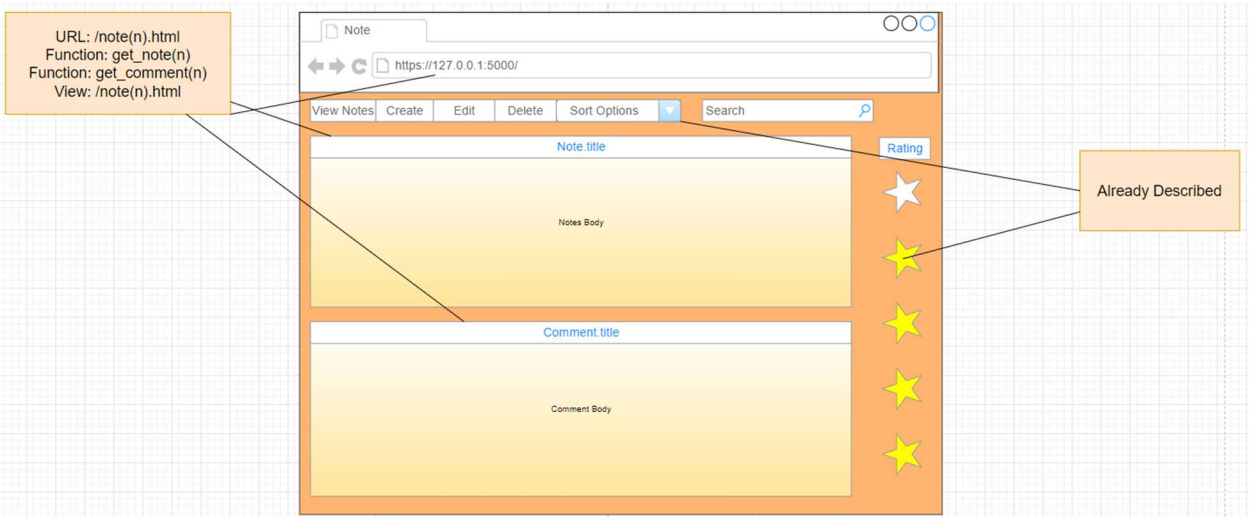 URL: /note(n).html
Function: get_note(n)
Function: get_comment(n)
View: /note(n).html
Note
https://127.0.0.1:5000/
View Notes Create Edit Delete Sort Options Search
Note.title
Rating
Notes Body
Already Described
Comment.title
Comment Body